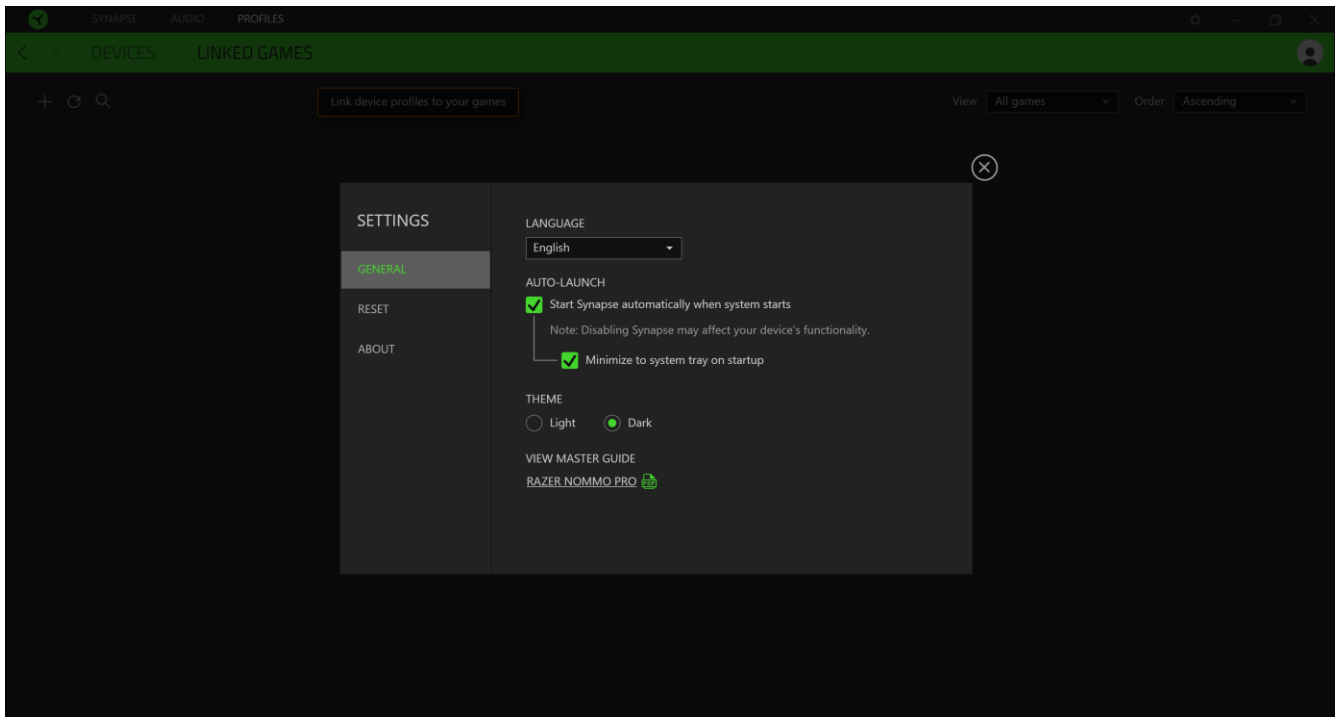 SYNAPSE AUDIO PROFILES
DEVICES LINKED GAMES
Link device profiles to your games
View All games Order Ascending
SETTINGS
GENERAL
RESET
ABOUT
LANGUAGE
English
AUTO-LAUNCH
Start Synapse automatically when system starts
Note: Disabling Synapse may affect your device's functionality.
Minimize to system tray on startup
THEME
Light Dark
VIEW MASTER GUIDE
RAZER NOMMO PRO PDF